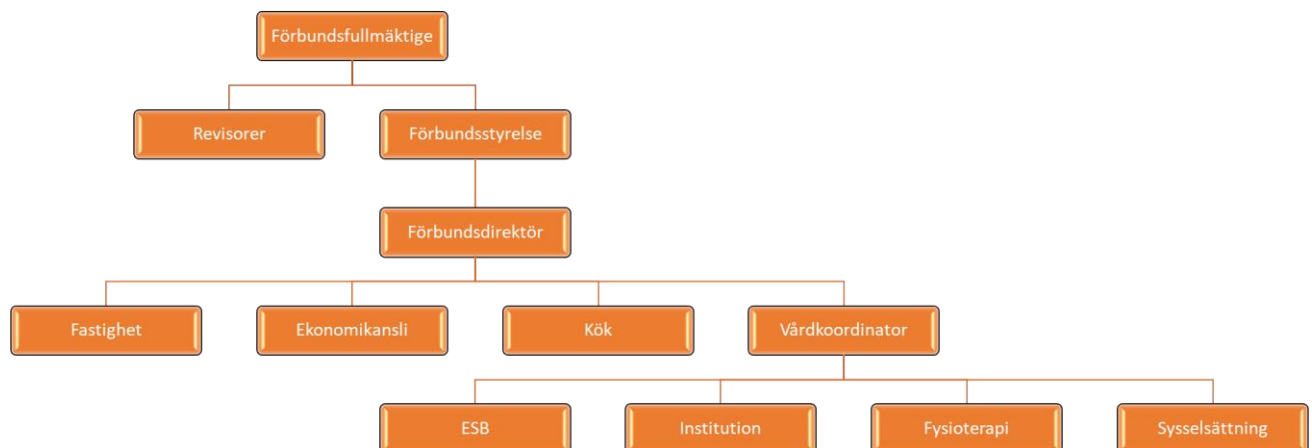 Förbundsfullmäktige
Revisorer
Förbundsstyrelse
Förbundsdirektör
Fastighet
Ekonomikansli
Kök
Vårdkoordinator
ESB
Institution
Fysioterapi
Sysselsättning